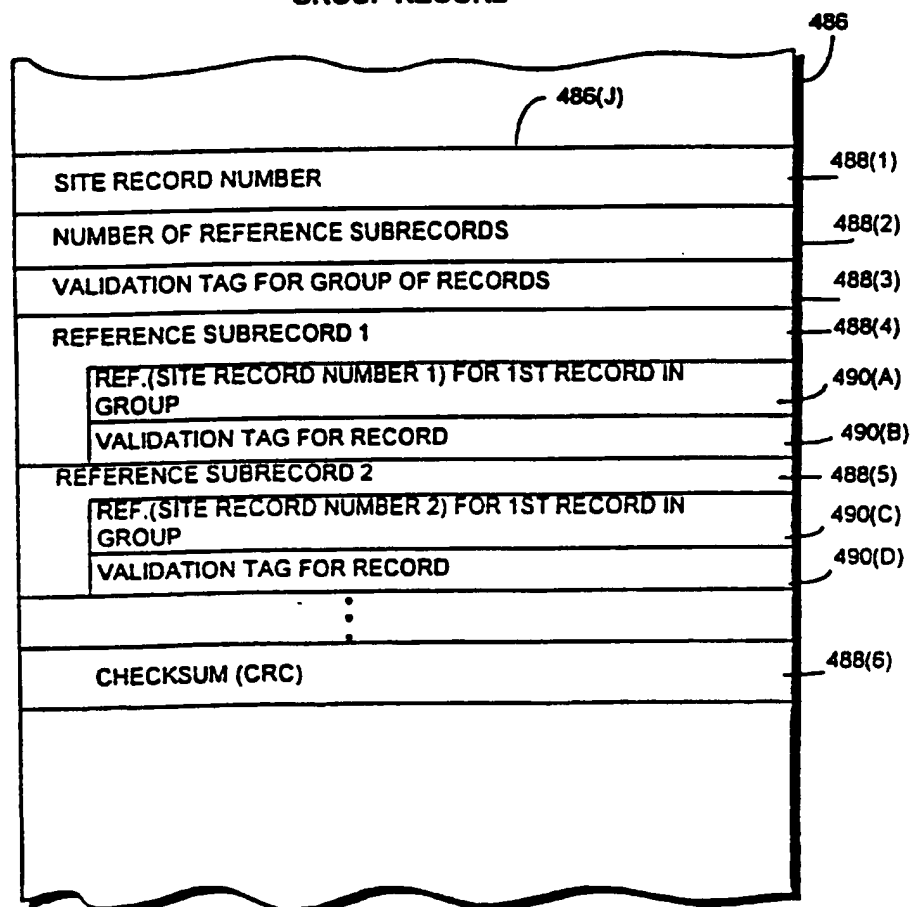 GROUP RECORD
486
486(J)
SITE RECORD NUMBER 488(1)
NUMBER OF REFERENCE SUBRECORDS 488(2)
VALIDATION TAG FOR GROUP OF RECORDS 488(3)
REFERENCE SUBRECORD 1 488(4)
REF.(SITE RECORD NUMBER 1) FOR 1ST RECORD IN 490(A)
GROUP
VALIDATION TAG FOR RECORD 490(B)
REFERENCE SUBRECORD 2 488(5)
REF.(SITE RECORD NUMBER 2) FOR 1ST RECORD IN 490(C)
GROUP
VALIDATION TAG FOR RECORD 490(D)
CHECKSUM (CRC) 488(6)